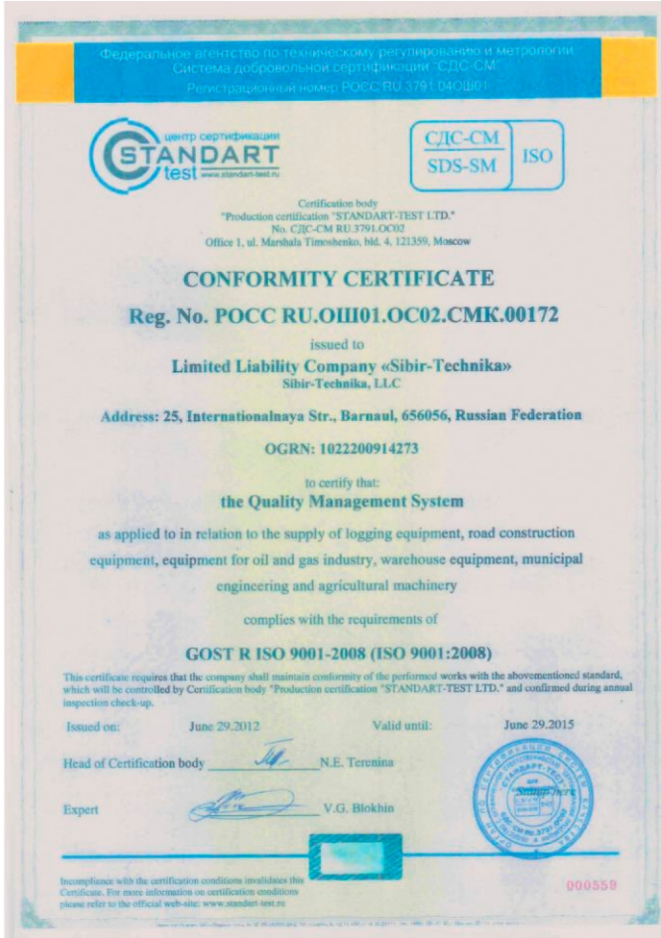 Федеральное агентство по техническому регулированию и метрологии
Система добровольной сертификации "СДС-СМ"
Регистрационный номер РОСС RU.3791.04ОШ01
центр сертификации
STANDART
test www.standart-test.ru
СДС-СМ
SDS-SM
ISO
Certification body
"Production certification "STANDART-TEST LTD."
No. СДС-СМ RU.3791.ОС02
Office 1, ul. Marshala Timoshenko, bld. 4, 121359, Moscow
CONFORMITY CERTIFICATE
Reg. No. РОСС RU.ОШ01.ОС02.СМК.00172
issued to
Limited Liability Company «Sibir-Technika»
Sibir-Technika, LLC
Address: 25, Internationalnaya Str., Barnaul, 656056, Russian Federation
OGRN: 1022200914273
to certify that:
the Quality Management System
as applied to in relation to the supply of logging equipment, road construction
equipment, equipment for oil and gas industry, warehouse equipment, municipal
engineering and agricultural machinery
complies with the requirements of
GOST R ISO 9001-2008 (ISO 9001:2008)
This certificate requires that the company shall maintain conformity of the performed works with the abovementioned standard,
which will be controlled by Certification body "Production certification "STANDART-TEST LTD." and confirmed during annual
inspection check-up.
Issued on: June 29.2012 Valid until: June 29.2015
Head of Certification body N.E. Terenina
Expert V.G. Blokhin
"СТАНДАРТ-ТЕСТ"
Stamp here
Incompliance with the certification conditions invalidates this
Certificate. For more information on certification conditions
please refer to the official web-site: www.standart-test.ru
000559